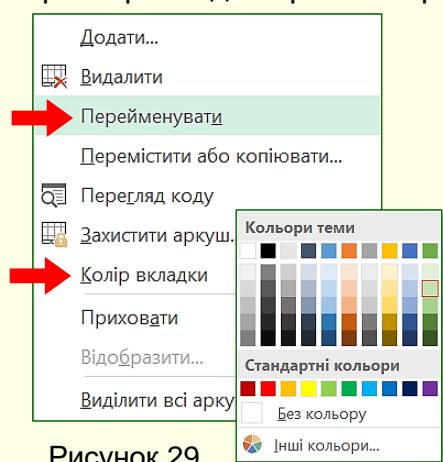 Додати...
Видалити
Перейменувати
Перемістити або копіювати...
Перегляд коду
Захистити аркуш.
Колір вкладки
Приховати
Відобразити...
Виділити всі арку
Кольори теми
Стандартні кольори
Без кольору
Інші кольори...
Рисунок 29